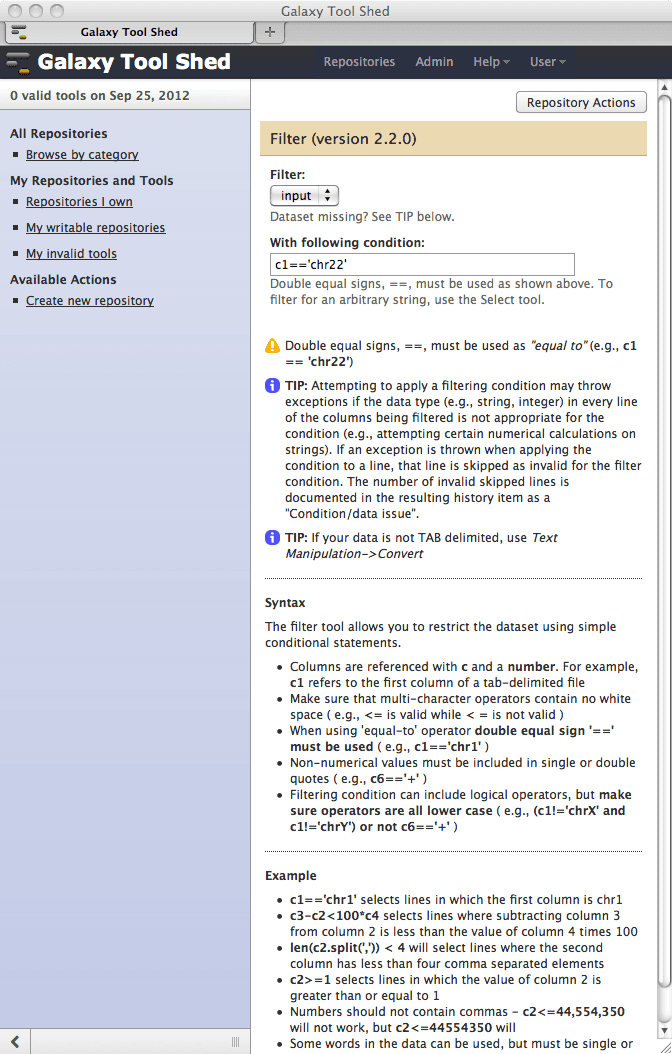 Galaxy Tool Shed
Galaxy Tool Shed
+
Galaxy Tool Shed
Repositories
Admin
Help
User
0 valid tools on Sep 25, 2012
All Repositories
Browse by category
My Repositories and Tools
Repositories I own
My writable repositories
My invalid tools
Available Actions
Create new repository
Repository Actions
Filter (version 2.2.0)
Filter:
input
Dataset missing? See TIP below.
With following condition:
c1=='chr22'
Double equal signs, ==, must be used as shown above. To
filter for an arbitrary string, use the Select tool.
Double equal signs, ==, must be used as "equal to" (e.g., c1
== 'chr22')
TIP: Attempting to apply a filtering condition may throw
exceptions if the data type (e.g., string, integer) in every line
of the columns being filtered is not appropriate for the
condition (e.g., attempting certain numerical calculations on
strings). If an exception is thrown when applying the
condition to a line, that line is skipped as invalid for the filter
condition. The number of invalid skipped lines is
documented in the resulting history item as a
"Condition/data issue".
TIP: If your data is not TAB delimited, use Text
Manipulation->Convert
Syntax
The filter tool allows you to restrict the dataset using simple
conditional statements.
• Columns are referenced with c and a number. For example,
c1 refers to the first column of a tab-delimited file
• Make sure that multi-character operators contain no white
space ( e.g., <= is valid while < = is not valid )
• When using 'equal-to' operator double equal sign '=='
must be used ( e.g., c1=='chr1' )
• Non-numerical values must be included in single or double
quotes ( e.g., c6=='+' )
• Filtering condition can include logical operators, but make
sure operators are all lower case ( e.g., (c1!='chrX' and
c1!='chrY') or not c6=='+' )
Example
• c1=='chr1' selects lines in which the first column is chr1
• c3-c2<100*c4 selects lines where subtracting column 3
from column 2 is less than the value of column 4 times 100
• len(c2.split(',')) < 4 will select lines where the second
column has less than four comma separated elements
• c2>=1 selects lines in which the value of column 2 is
greater than or equal to 1
• Numbers should not contain commas - c2<=44,554,350
will not work, but c2<=44554350 will
• Some words in the data can be used, but must be single or